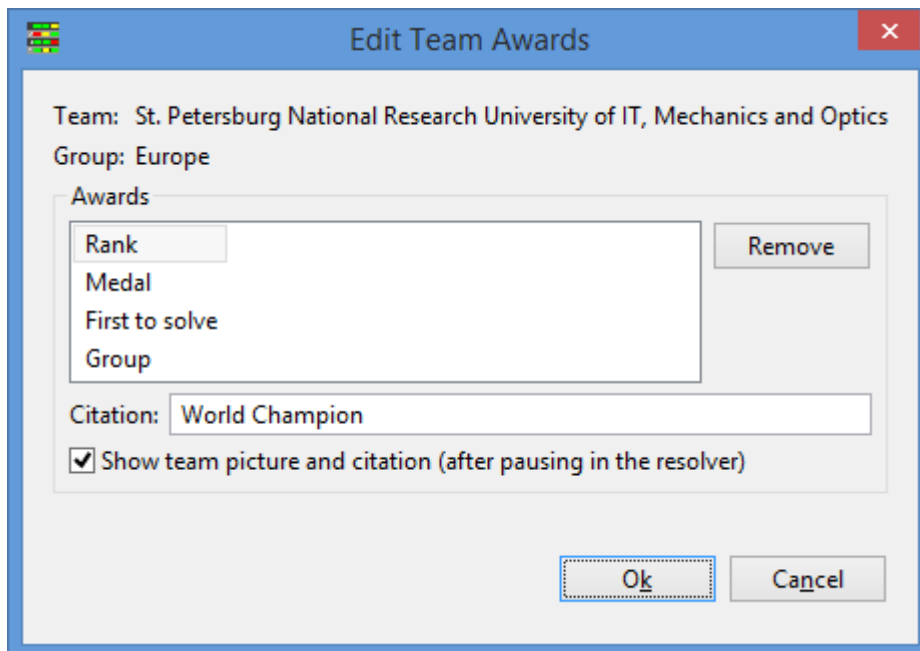 Edit Team Awards
Team: St. Petersburg National Research University of IT, Mechanics and Optics
Group: Europe
Awards
Rank
Remove
Medal
First to solve
Group
Citation: World Champion
Show team picture and citation (after pausing in the resolver)
Ok Cancel